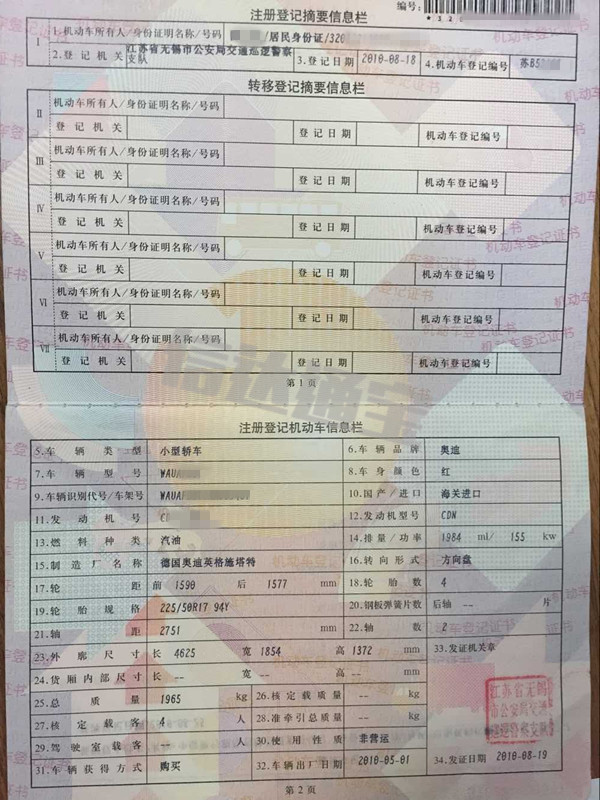 注册登记摘要信息栏
编号:
I 1.机动车所有人/身份证明名称/号码 /居民身份证/320
2.登记机关 江苏省无锡市公安局交通巡逻警察支队 3.登记日期 2010-08-18 4.机动车登记编号 苏B5
转移登记摘要信息栏
II 机动车所有人/身份证明名称/号码
登记机关 登记日期 机动车登记编号
III 机动车所有人/身份证明名称/号码
登记机关 登记日期 机动车登记编号
IV 机动车所有人/身份证明名称/号码
登记机关 登记日期 机动车登记编号
V 机动车所有人/身份证明名称/号码
登记机关 登记日期 机动车登记编号
VI 机动车所有人/身份证明名称/号码
登记机关 登记日期 机动车登记编号
VII 机动车所有人/身份证明名称/号码
登记机关 登记日期 机动车登记编号
第1页
信达通宝
注册登记机动车信息栏
5.车辆类型 小型轿车 6.车辆品牌 奥迪
7.车辆型号 WAUA 8.车身颜色 红
9.车辆识别代号/车架号 WAUA 10.国产/进口 海关进口
11.发动机号 12.发动机型号 CDN
13.燃料种类 汽油 14.排量/功率 1984 ml/ 155 kw
15.制造厂名称 德国奥迪英格施塔特 16.转向形式 方向盘
17.轮距 前 1590 后 1577 mm 18.轮胎数 4
19.轮胎规格 225/50R17 94Y 20.钢板弹簧片数 后轴 -- 片
21.轴距 2751 mm 22.轴数 2
23.外廓尺寸 长 4625 宽 1854 高 1372 mm 33.发证机关章
24.货厢内部尺寸 长 -- 宽 -- 高 -- mm
25.总质量 1965 kg 26.核定载质量 -- kg
27.核定载客 4 人 28.准牵引总质量 -- kg
29.驾驶室载客 -- 人 30.使用性质 非营运
31.车辆获得方式 购买 32.车辆出厂日期 2010-05-01 34.发证日期 2010-08-19
江苏省无锡
市公安局交通
巡逻警察支队
第2页
机动车登记证书